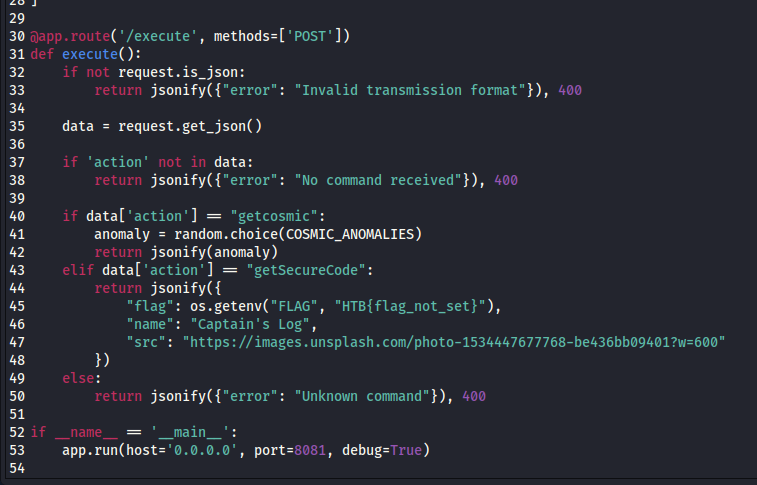 28 ]
29
30 @app.route('/execute', methods=['POST'])
31 def execute():
32     if not request.is_json:
33         return jsonify({"error": "Invalid transmission format"}), 400
34
35     data = request.get_json()
36
37     if 'action' not in data:
38         return jsonify({"error": "No command received"}), 400
39
40     if data['action'] == "getcosmic":
41         anomaly = random.choice(COSMIC_ANOMALIES)
42         return jsonify(anomaly)
43     elif data['action'] == "getSecureCode":
44         return jsonify({
45             "flag": os.getenv("FLAG", "HTB{flag_not_set}"),
46             "name": "Captain's Log",
47             "src": "https://images.unsplash.com/photo-1534447677768-be436bb09401?w=600"
48         })
49     else:
50         return jsonify({"error": "Unknown command"}), 400
51
52 if __name__ == '__main__':
53     app.run(host='0.0.0.0', port=8081, debug=True)
54